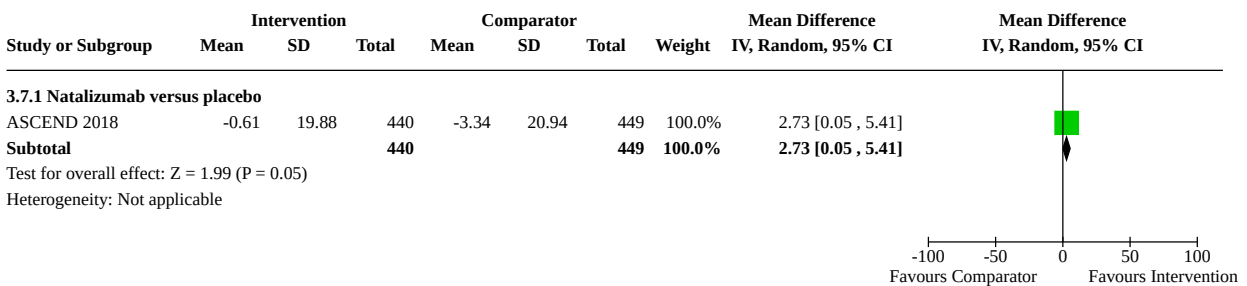 Intervention Comparator Mean Difference Mean Difference
Study or Subgroup Mean SD Total Mean SD Total Weight IV, Random, 95% CI IV, Random, 95% CI
3.7.1 Natalizumab versus placebo
ASCEND 2018 -0.61 19.88 440 -3.34 20.94 449 100.0% 2.73 [0.05 , 5.41]
Subtotal 440 449 100.0% 2.73 [0.05 , 5.41]
Test for overall effect: Z = 1.99 (P = 0.05)
Heterogeneity: Not applicable
-100 -50 0 50 100
Favours Comparator Favours Intervention